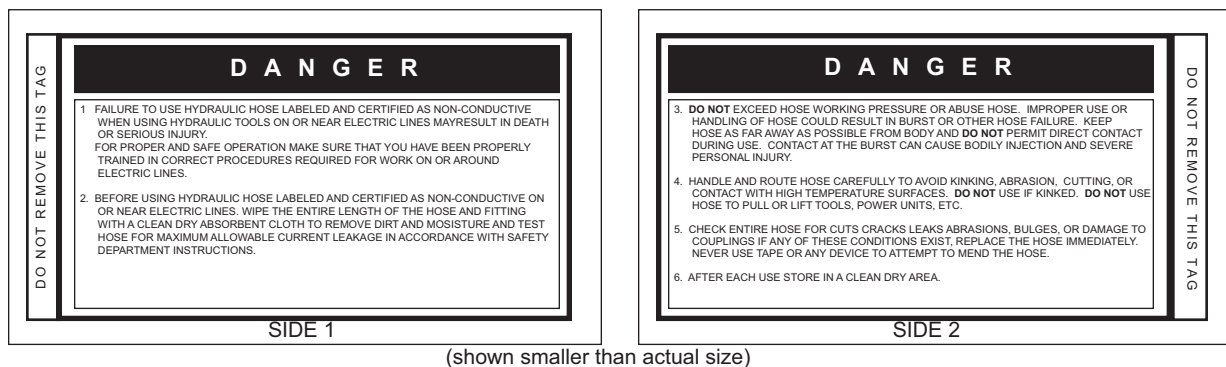 DO NOT REMOVE THIS TAG
D A N G E R
1 FAILURE TO USE HYDRAULIC HOSE LABELED AND CERTIFIED AS NON-CONDUCTIVE
WHEN USING HYDRAULIC TOOLS ON OR NEAR ELECTRIC LINES MAYRESULT IN DEATH
OR SERIOUS INJURY.
FOR PROPER AND SAFE OPERATION MAKE SURE THAT YOU HAVE BEEN PROPERLY
TRAINED IN CORRECT PROCEDURES REQUIRED FOR WORK ON OR AROUND
ELECTRIC LINES.
2. BEFORE USING HYDRAULIC HOSE LABELED AND CERTIFIED AS NON-CONDUCTIVE ON
OR NEAR ELECTRIC LINES. WIPE THE ENTIRE LENGTH OF THE HOSE AND FITTING
WITH A CLEAN DRY ABSORBENT CLOTH TO REMOVE DIRT AND MOSISTURE AND TEST
HOSE FOR MAXIMUM ALLOWABLE CURRENT LEAKAGE IN ACCORDANCE WITH SAFETY
DEPARTMENT INSTRUCTIONS.
SIDE 1
D A N G E R
3. DO NOT EXCEED HOSE WORKING PRESSURE OR ABUSE HOSE. IMPROPER USE OR
HANDLING OF HOSE COULD RESULT IN BURST OR OTHER HOSE FAILURE. KEEP
HOSE AS FAR AWAY AS POSSIBLE FROM BODY AND DO NOT PERMIT DIRECT CONTACT
DURING USE. CONTACT AT THE BURST CAN CAUSE BODILY INJECTION AND SEVERE
PERSONAL INJURY.
4. HANDLE AND ROUTE HOSE CAREFULLY TO AVOID KINKING, ABRASION, CUTTING, OR
CONTACT WITH HIGH TEMPERATURE SURFACES. DO NOT USE IF KINKED. DO NOT USE
HOSE TO PULL OR LIFT TOOLS, POWER UNITS, ETC.
5. CHECK ENTIRE HOSE FOR CUTS CRACKS LEAKS ABRASIONS, BULGES, OR DAMAGE TO
COUPLINGS IF ANY OF THESE CONDITIONS EXIST, REPLACE THE HOSE IMMEDIATELY.
NEVER USE TAPE OR ANY DEVICE TO ATTEMPT TO MEND THE HOSE.
6. AFTER EACH USE STORE IN A CLEAN DRY AREA.
DO NOT REMOVE THIS TAG
SIDE 2
(shown smaller than actual size)